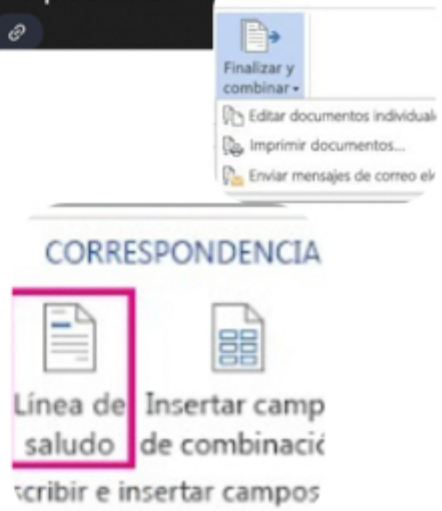 Finalizar y
combinar
Editar documentos individual
Imprimir documentos...
Enviar mensajes de correo el
CORRESPONDENCIA
Línea de
saludo
Insertar camp
de combinació
scribir e insertar campos